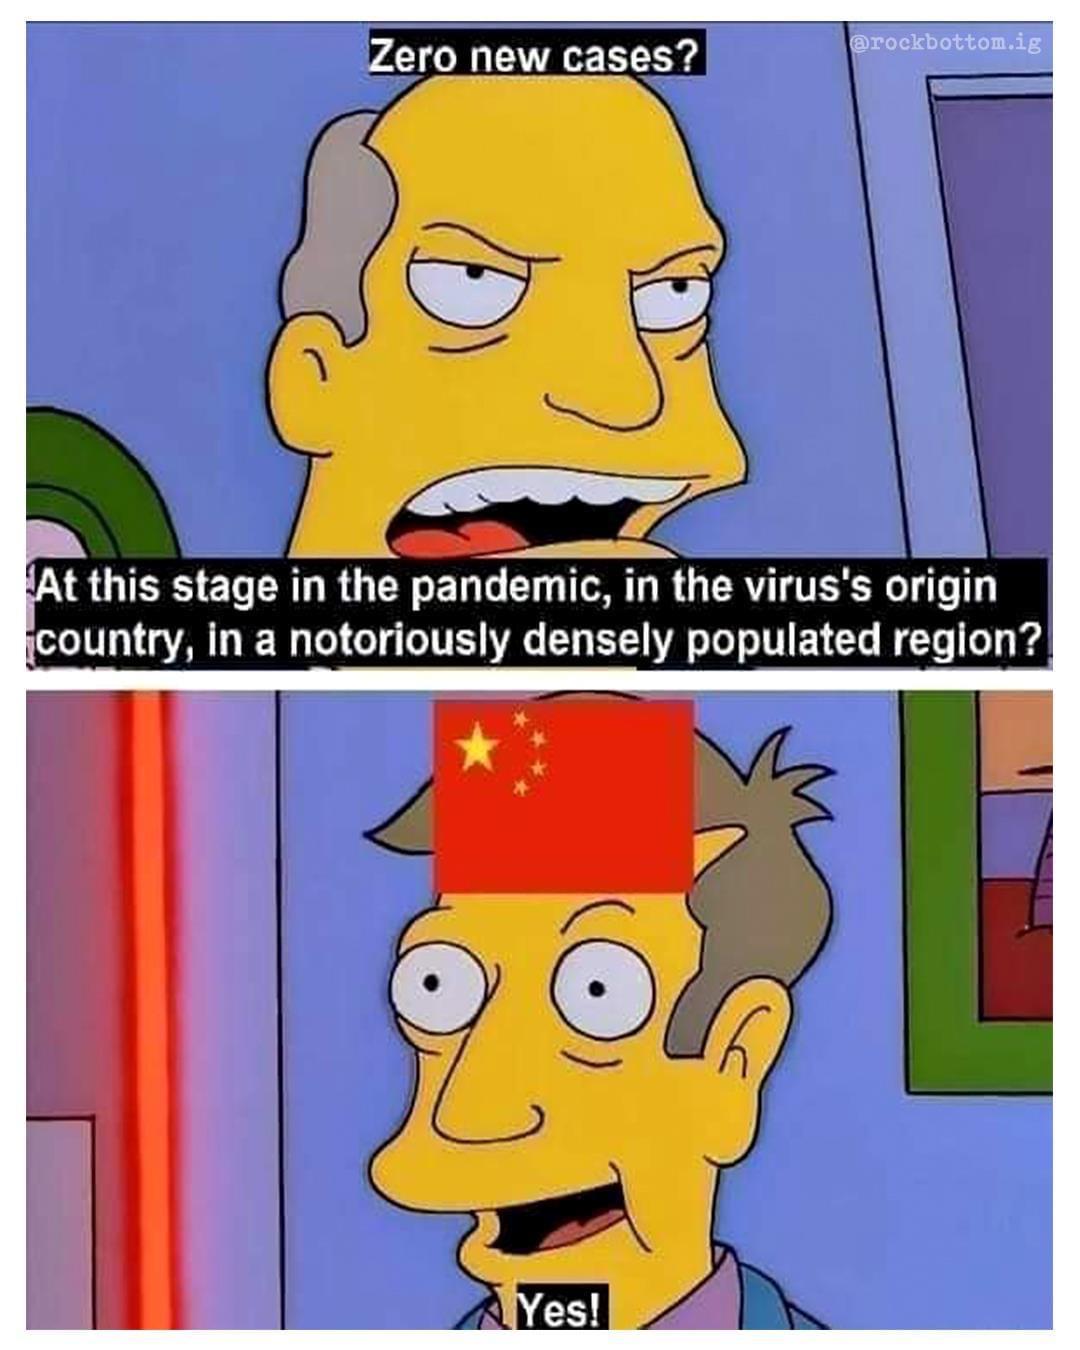 @rockbottom.ig
Zero new cases?
At this stage in the pandemic, in the virus's origin
country, in a notoriously densely populated region?
Yes!